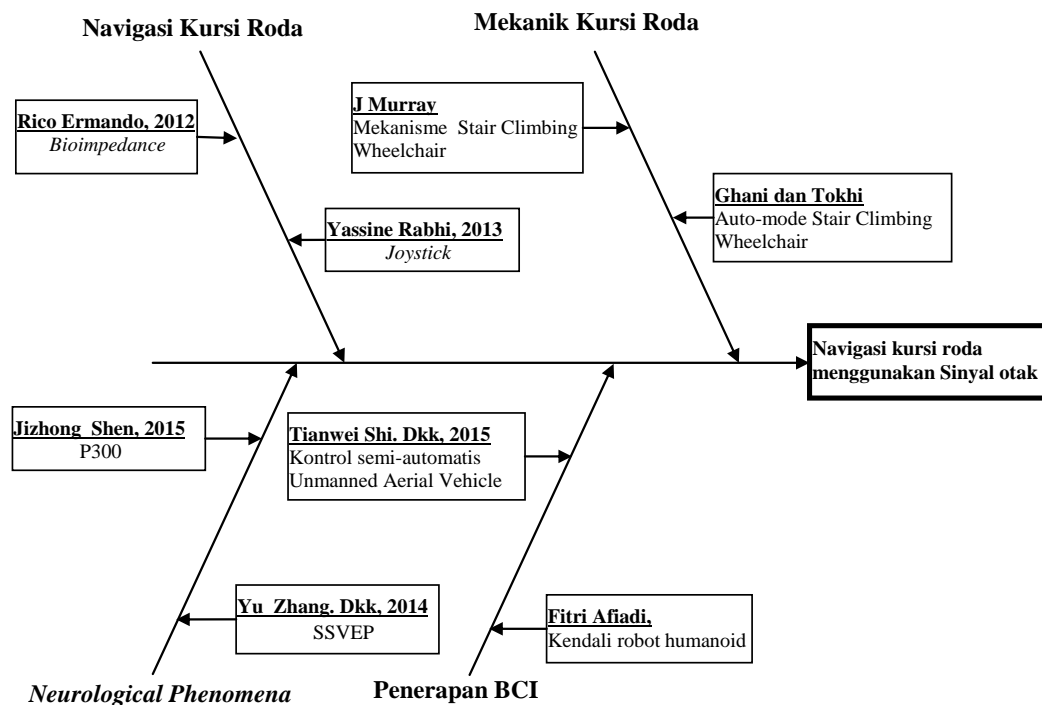 Navigasi Kursi Roda
Mekanik Kursi Roda
Rico Ermando, 2012
Bioimpedance
J Murray
Mekanisme Stair Climbing
Wheelchair
Yassine Rabhi, 2013
Joystick
Ghani dan Tokhi
Auto-mode Stair Climbing
Wheelchair
Navigasi kursi roda
menggunakan Sinyal otak
Jizhong Shen, 2015
P300
Tianwei Shi. Dkk, 2015
Kontrol semi-automatis
Unmanned Aerial Vehicle
Yu Zhang. Dkk, 2014
SSVEP
Fitri Afiadi,
Kendali robot humanoid
Neurological Phenomena
Penerapan BCI